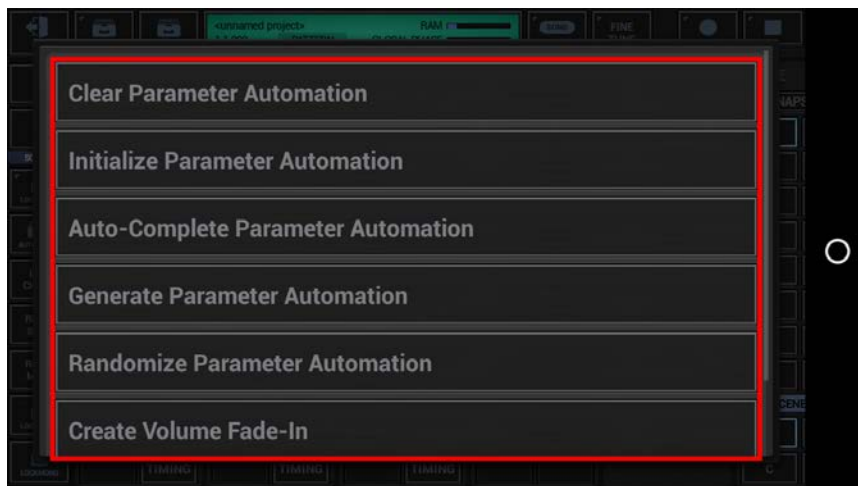 <unnamed project>
RAM
FINE
Clear Parameter Automation
Initialize Parameter Automation
Auto-Complete Parameter Automation
Generate Parameter Automation
Randomize Parameter Automation
Create Volume Fade-In
TIMING
TIMING
TIMING
C